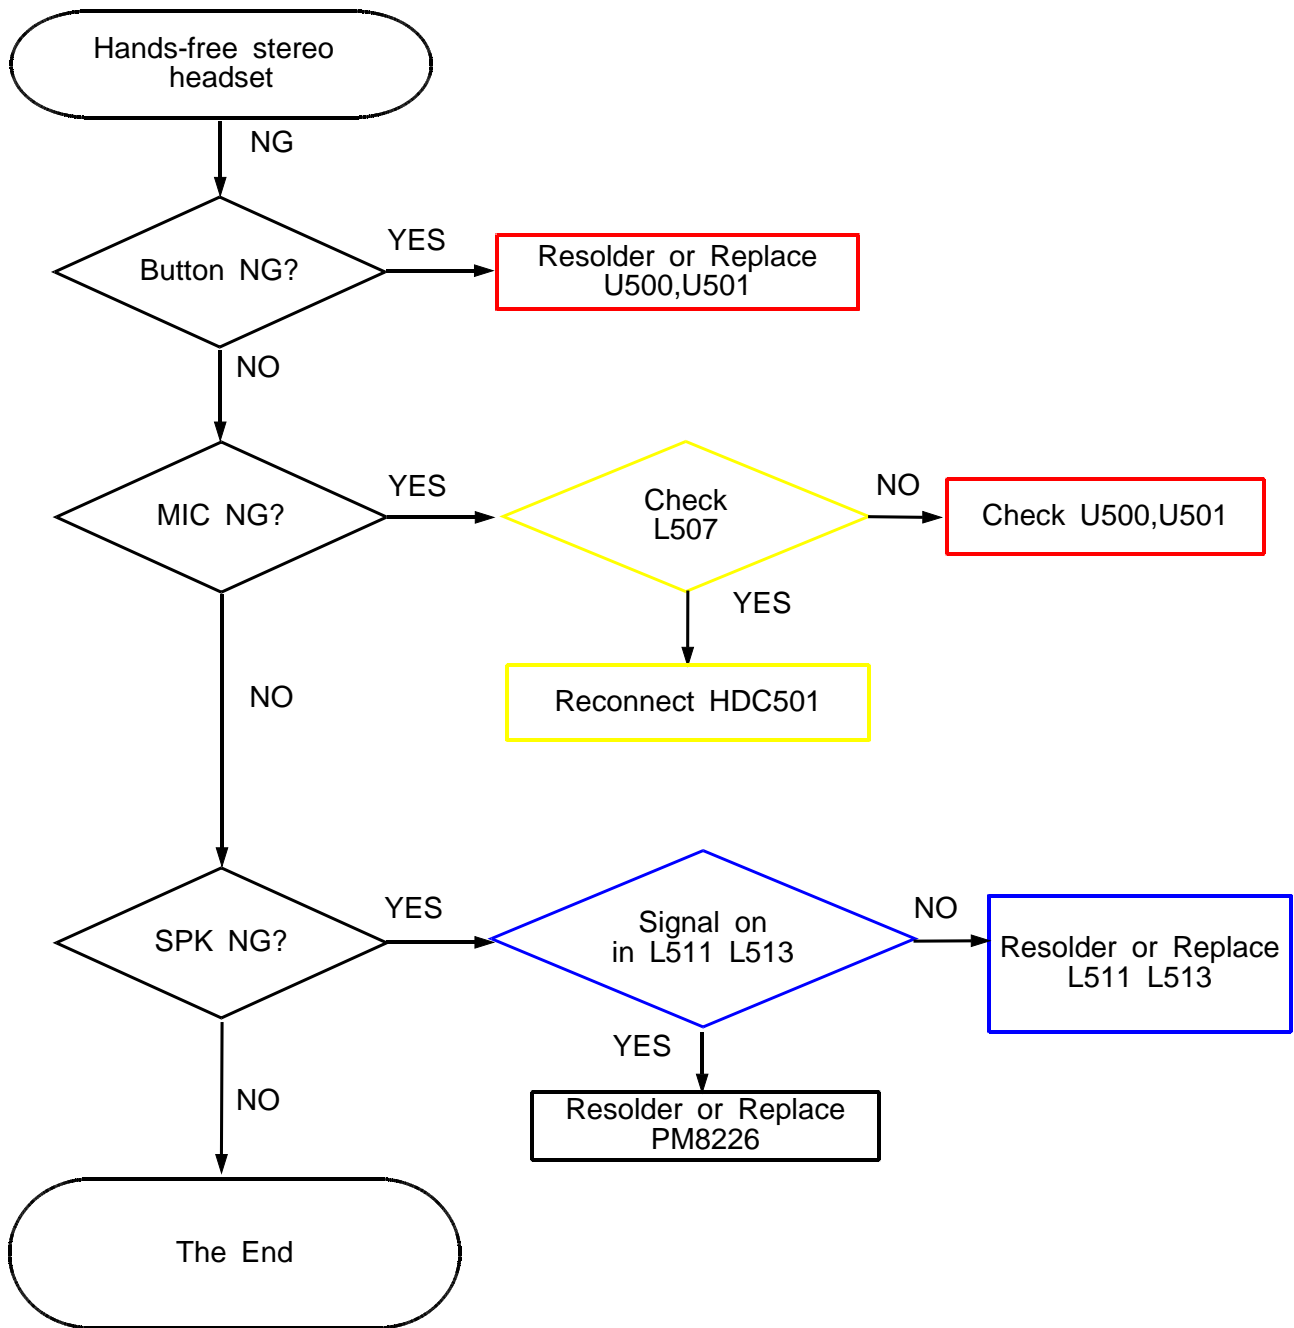 Hands-free stereo
headset
NG
Button NG?
YES
Resolder or Replace
U500,U501
NO
MIC NG?
YES
Check
L507
NO
Check U500,U501
YES
Reconnect HDC501
NO
SPK NG?
YES
Signal on
in L511 L513
NO
Resolder or Replace
L511 L513
YES
Resolder or Replace
PM8226
NO
The End